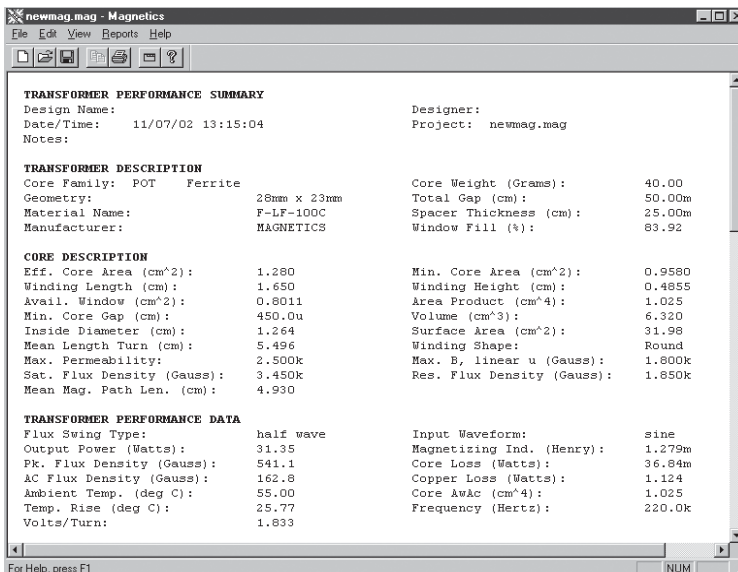 newmag.mag - Magnetics
File Edit View Reports Help
TRANSFORMER PERFORMANCE SUMMARY
Design Name: Designer:
Date/Time: 11/07/02 13:15:04 Project: newmag.mag
Notes:
TRANSFORMER DESCRIPTION
Core Family: POT Ferrite Core Weight (Grams): 40.00
Geometry: 28mm x 23mm Total Gap (cm): 50.00m
Material Name: F-LF-100C Spacer Thickness (cm): 25.00m
Manufacturer: MAGNETICS Window Fill (%): 83.92
CORE DESCRIPTION
Eff. Core Area (cm^2): 1.280 Min. Core Area (cm^2): 0.9580
Winding Length (cm): 1.650 Winding Height (cm): 0.4855
Avail. Window (cm^2): 0.8011 Area Product (cm^4): 1.025
Min. Core Gap (cm): 450.0u Volume (cm^3): 6.320
Inside Diameter (cm): 1.264 Surface Area (cm^2): 31.98
Mean Length Turn (cm): 5.496 Winding Shape: Round
Max. Permeability: 2.500k Max. B, linear u (Gauss): 1.800k
Sat. Flux Density (Gauss): 3.450k Res. Flux Density (Gauss): 1.850k
Mean Mag. Path Len. (cm): 4.930
TRANSFORMER PERFORMANCE DATA
Flux Swing Type: half wave Input Waveform: sine
Output Power (Watts): 31.35 Magnetizing Ind. (Henry): 1.279m
Pk. Flux Density (Gauss): 541.1 Core Loss (Watts): 36.84m
AC Flux Density (Gauss): 162.8 Copper Loss (Watts): 1.124
Ambient Temp. (deg C): 55.00 Core AwAc (cm^4): 1.025
Temp. Rise (deg C): 25.77 Frequency (Hertz): 220.0k
Volts/Turn: 1.833
For Help, press F1 NUM